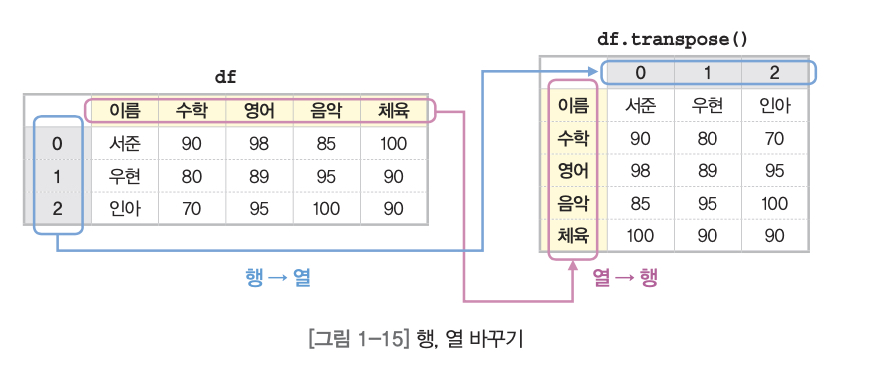 df
이름 수학 영어 음악 체육
0 서준 90 98 85 100
1 우현 80 89 95 90
2 인아 70 95 100 90
행 → 열
df.transpose()
0 1 2
이름 서준 우현 인아
수학 90 80 70
영어 98 89 95
음악 85 95 100
체육 100 90 90
열 → 행
[그림 1–15] 행, 열 바꾸기